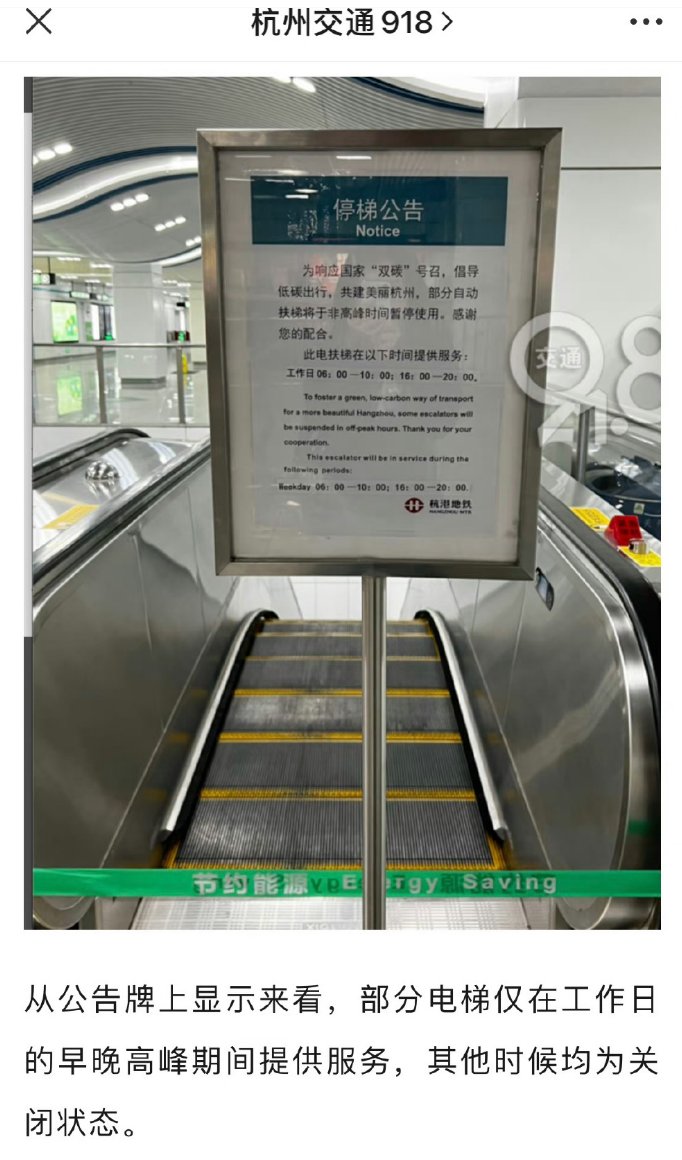 杭州交通918
停梯公告
Notice
为响应国家“双碳”号召，倡导
低碳出行，共建美丽杭州，部分自动
扶梯将于非高峰时间暂停使用。感谢
您的配合。
此电扶梯在以下时间提供服务：
工作日06：00—10：00；16：00—20：00。
To foster a green, low-carbon way of transport
for a more beautiful Hangzhou, some escalators will
be suspended in off-peak hours. Thank you for your
cooperation.
This escalator will be in service during the
following periods:
Weekday 06：00—10：00；16：00—20：00.
杭港地铁
HANGZHOU MTR
交通
91.8
节约能源 Energy Saving
从公告牌上显示来看，部分电梯仅在工作日
的早晚高峰期间提供服务，其他时候均为关
闭状态。